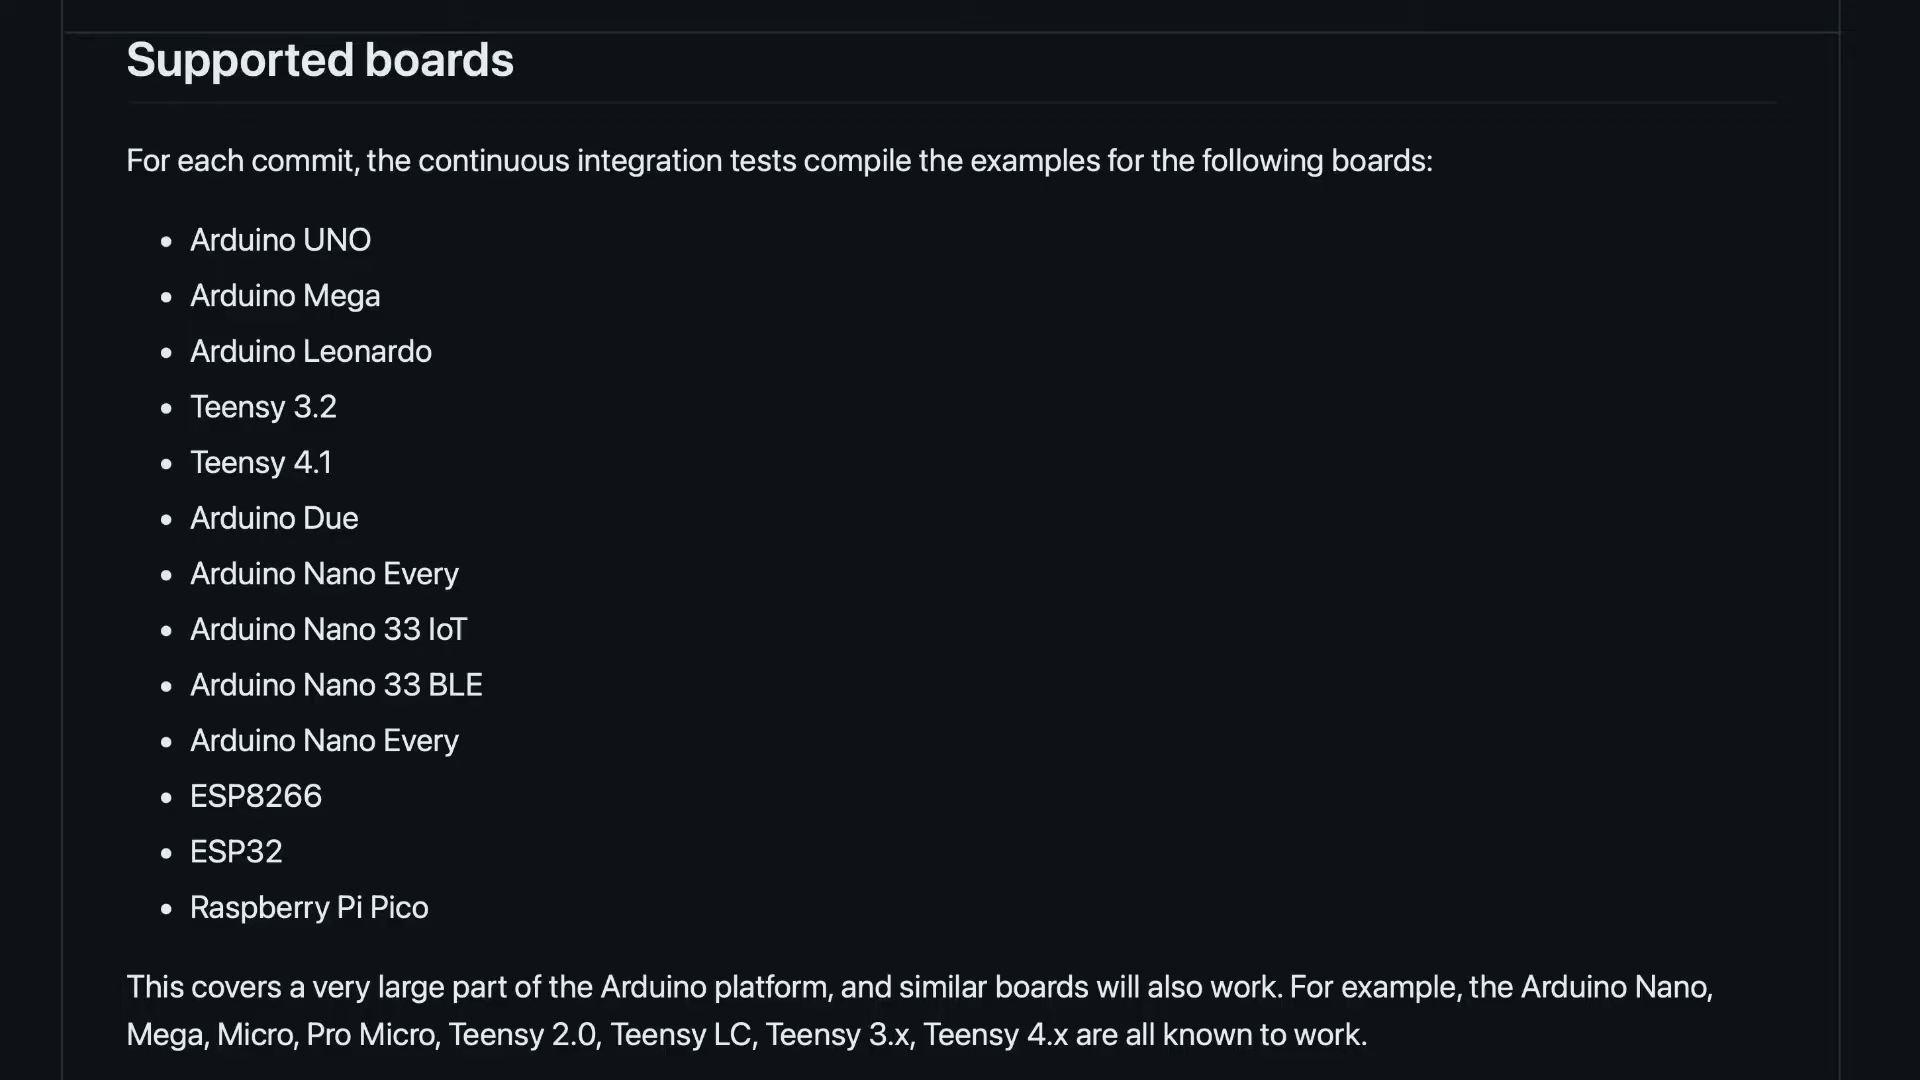 Supported boards
For each commit, the continuous integration tests compile the examples for the following boards:
• Arduino UNO
• Arduino Mega
• Arduino Leonardo
• Teensy 3.2
• Teensy 4.1
• Arduino Due
• Arduino Nano Every
• Arduino Nano 33 IoT
• Arduino Nano 33 BLE
• Arduino Nano Every
• ESP8266
• ESP32
• Raspberry Pi Pico
This covers a very large part of the Arduino platform, and similar boards will also work. For example, the Arduino Nano,
Mega, Micro, Pro Micro, Teensy 2.0, Teensy LC, Teensy 3.x, Teensy 4.x are all known to work.